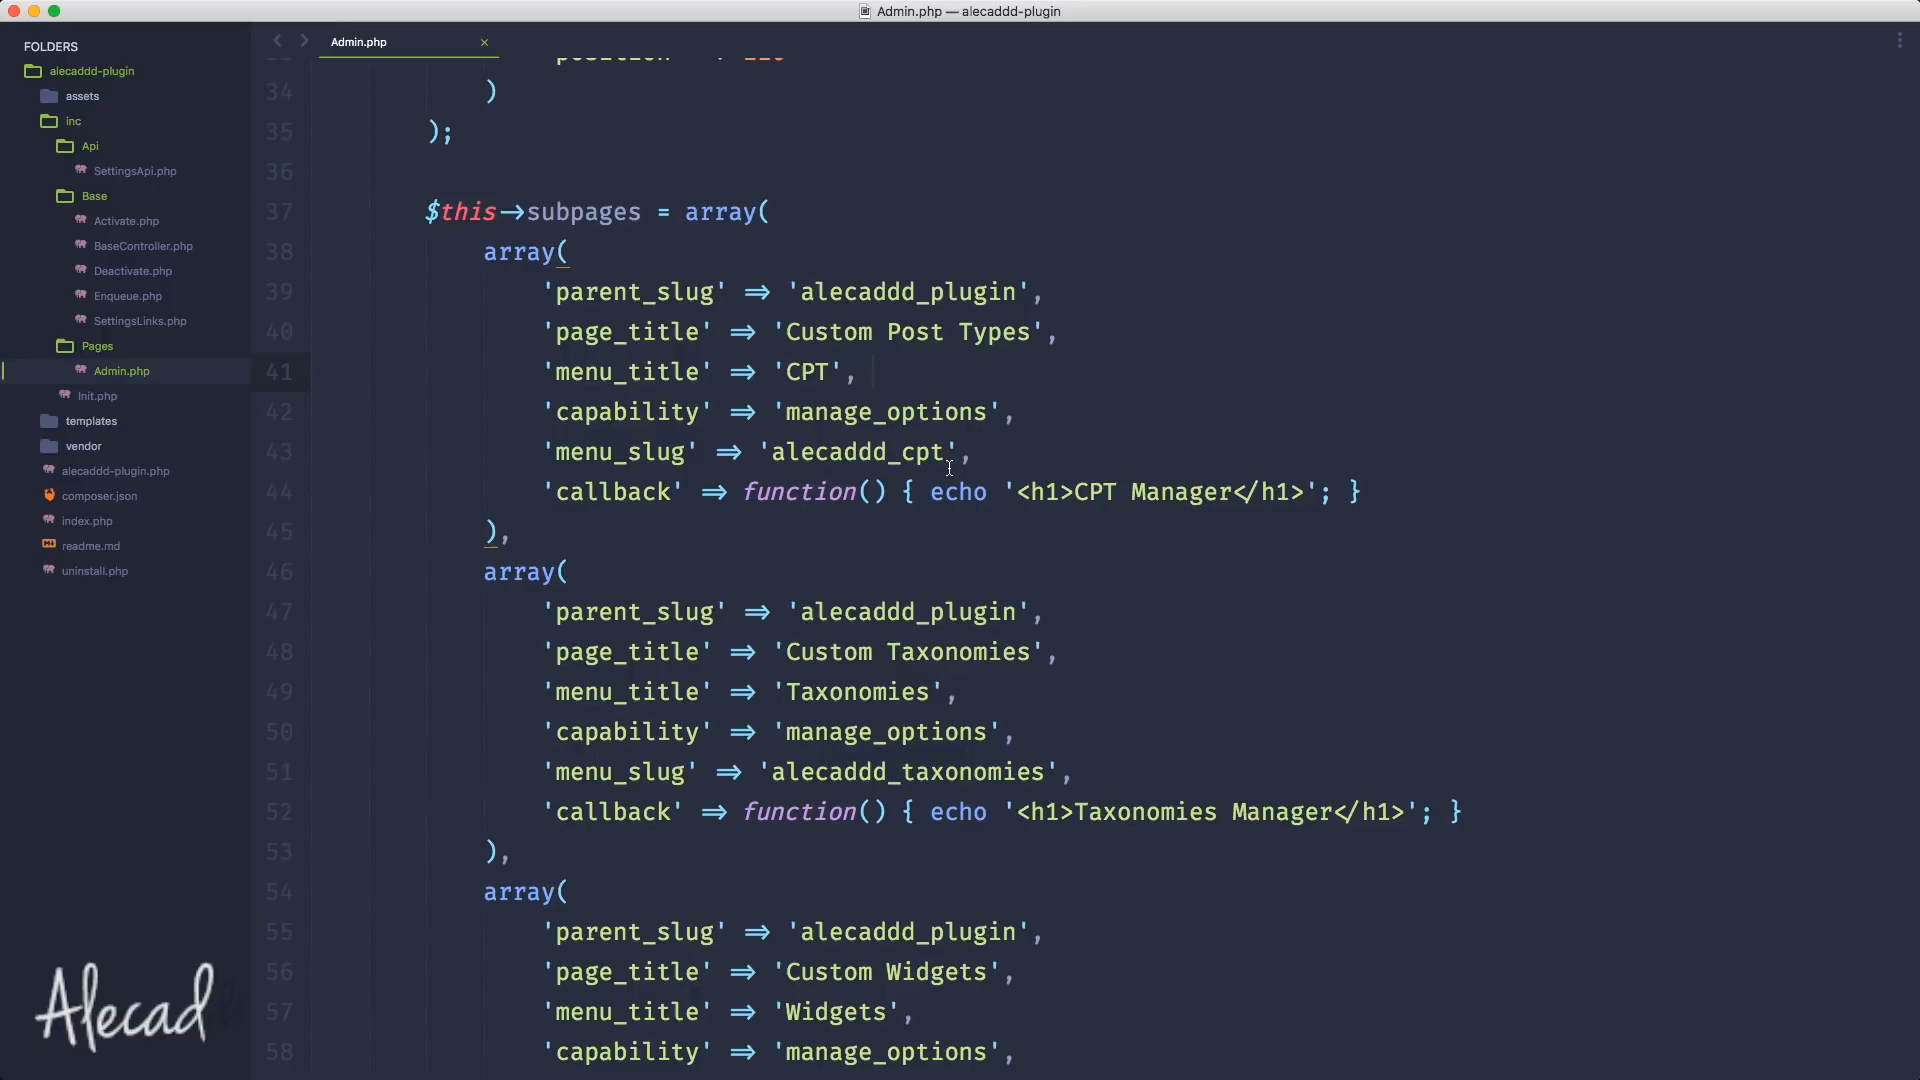 Admin.php — alecaddd-plugin
FOLDERS
alecaddd-plugin
assets
inc
Api
SettingsApi.php
Base
Activate.php
BaseController.php
Deactivate.php
Enqueue.php
SettingsLinks.php
Pages
Admin.php
Init.php
templates
vendor
alecaddd-plugin.php
composer.json
index.php
readme.md
uninstall.php
Alecad
Admin.php ×
34 )
35 );
36
37 $this->subpages = array(
38 array(
39 'parent_slug' => 'alecaddd_plugin',
40 'page_title' => 'Custom Post Types',
41 'menu_title' => 'CPT',
42 'capability' => 'manage_options',
43 'menu_slug' => 'alecaddd_cpt',
44 'callback' => function() { echo '<h1>CPT Manager</h1>'; }
45 ),
46 array(
47 'parent_slug' => 'alecaddd_plugin',
48 'page_title' => 'Custom Taxonomies',
49 'menu_title' => 'Taxonomies',
50 'capability' => 'manage_options',
51 'menu_slug' => 'alecaddd_taxonomies',
52 'callback' => function() { echo '<h1>Taxonomies Manager</h1>'; }
53 ),
54 array(
55 'parent_slug' => 'alecaddd_plugin',
56 'page_title' => 'Custom Widgets',
57 'menu_title' => 'Widgets',
58 'capability' => 'manage_options',